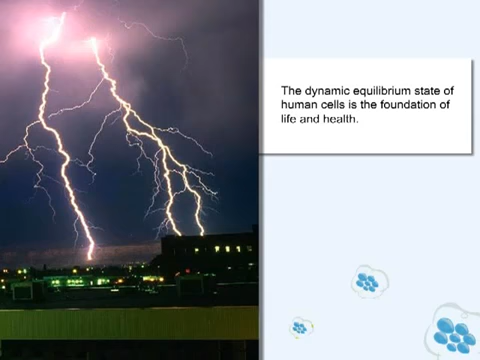 The dynamic equilibrium state of
human cells is the foundation of
life and health.